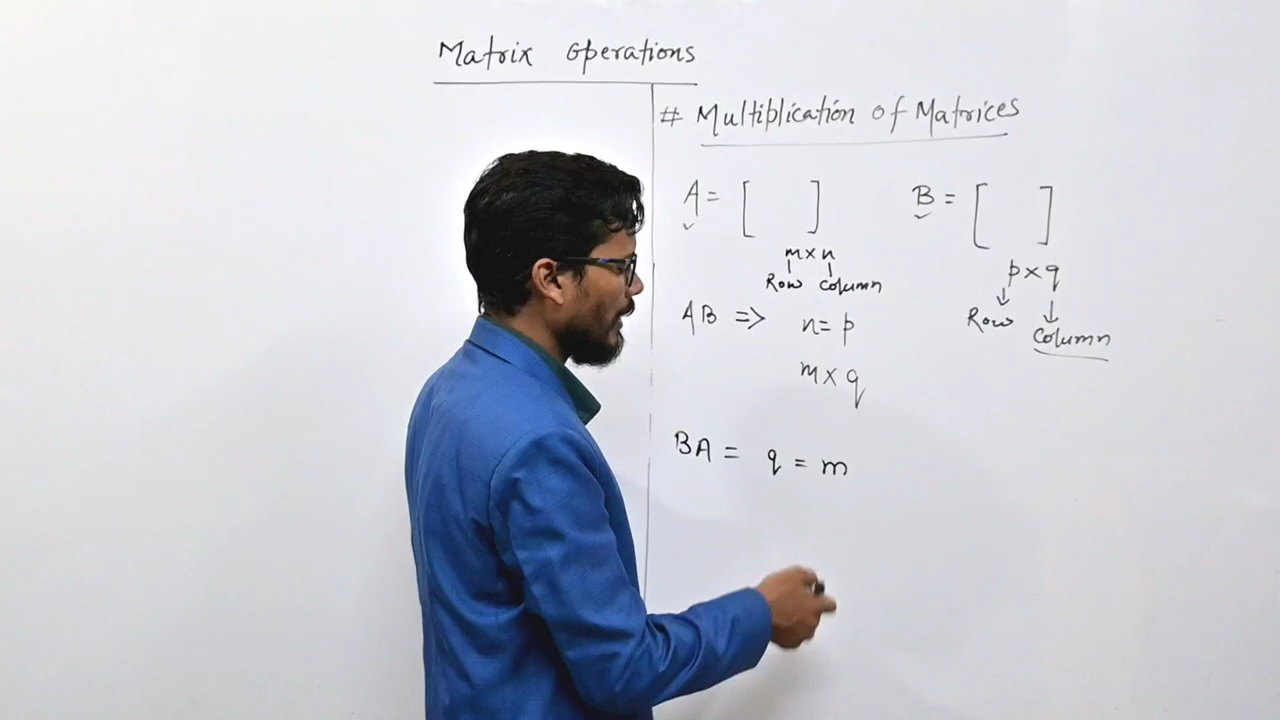 Matrix Operations
# Multiplication of Matrices
A = [ ] B = [ ]
m×n p×q
Row Column Row Column
AB => n = p
m×q
BA = q = m